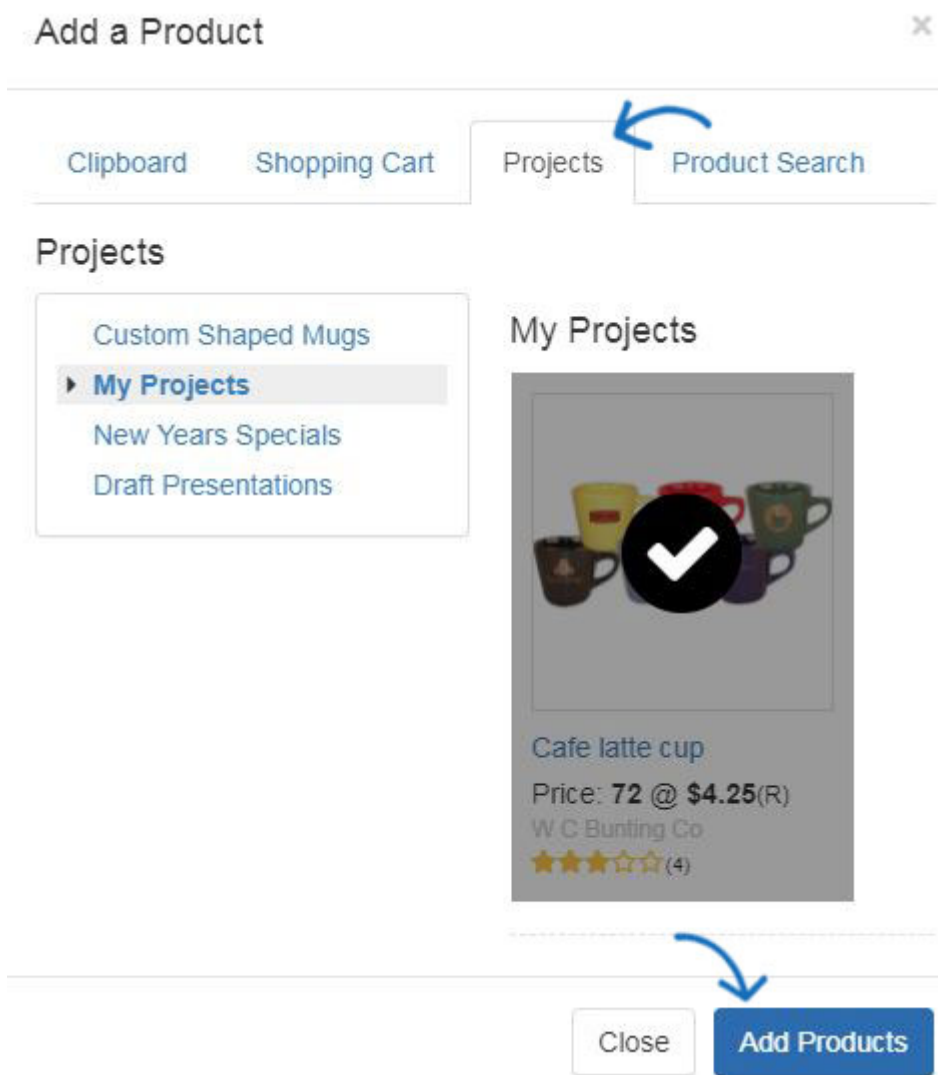 Add a Product
×
Clipboard Shopping Cart Projects Product Search
Projects
Custom Shaped Mugs
My Projects
New Years Specials
Draft Presentations
My Projects
Cafe latte cup
Price: 72 @ $4.25(R)
W C Bunting Co
(4)
Close Add Products